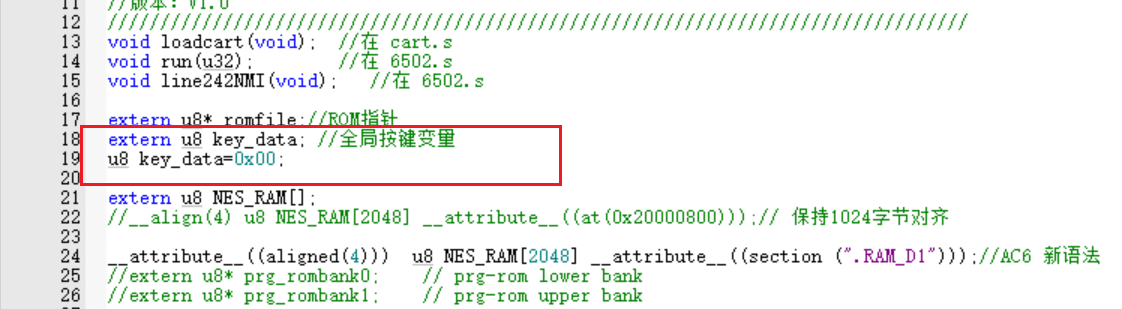 11 //版本：V1.0
12 ////////////////////////////////////////////////////////////////////////////////
13 void loadcart(void);  //在 cart.s
14 void run(u32);        //在 6502.s
15 void line242NMI(void);   //在 6502.s
16
17 extern u8* romfile;//ROM指针
18 extern u8 key_data; //全局按键变量
19 u8 key_data=0x00;
20
21 extern u8 NES_RAM[];
22 //__align(4) u8 NES_RAM[2048] __attribute__((at(0x20000800)));// 保持1024字节对齐
23
24 __attribute__((aligned(4)))  u8 NES_RAM[2048] __attribute__((section (".RAM_D1")));//AC6 新语法
25 //extern u8* prg_rombank0;    // prg-rom lower bank
26 //extern u8* prg_rombank1;    // prg-rom upper bank